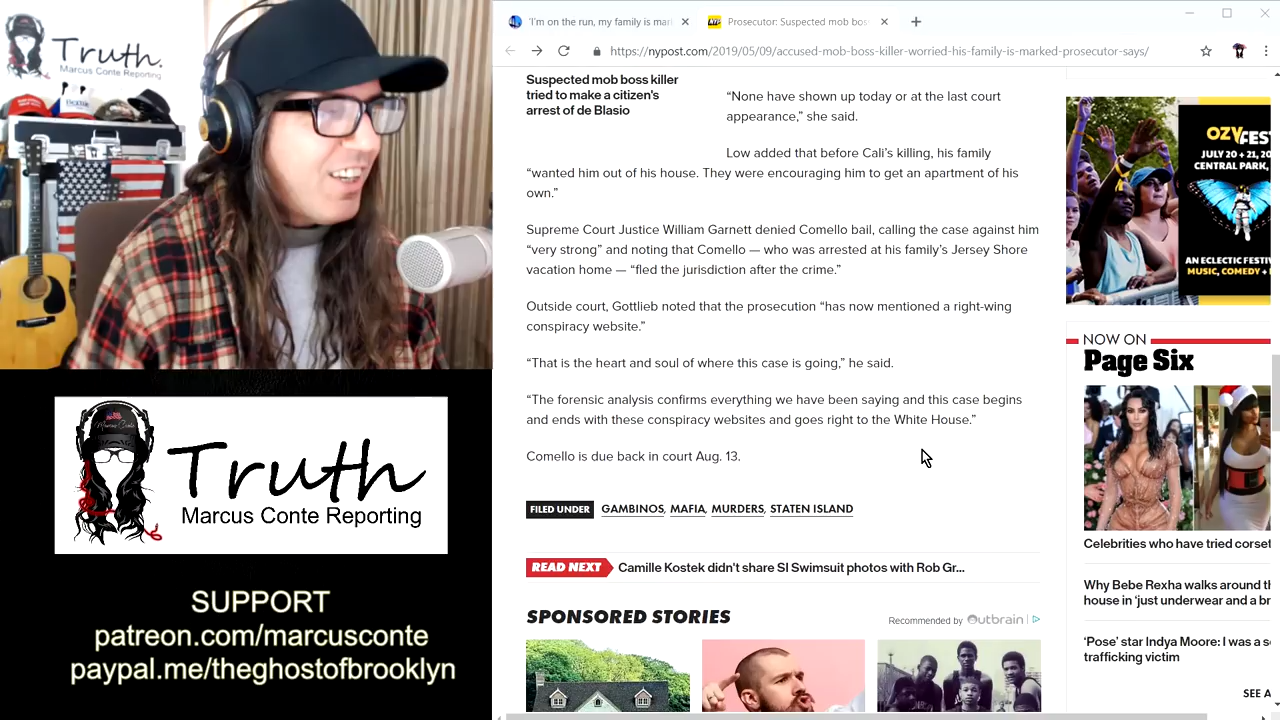 Truth.
Marcus Conte Reporting
Marcus Conte
Truth
Marcus Conte Reporting
SUPPORT
patreon.com/marcusconte
paypal.me/theghostofbrooklyn
'I'm on the run, my family is mar
Prosecutor: Suspected mob bos
https://nypost.com/2019/05/09/accused-mob-boss-killer-worried-his-family-is-marked-prosecutor-says/
Suspected mob boss killer
tried to make a citizen's
arrest of de Blasio
“None have shown up today or at the last court
appearance,” she said.
Low added that before Cali’s killing, his family
“wanted him out of his house. They were encouraging him to get an apartment of his
own.”
Supreme Court Justice William Garnett denied Comello bail, calling the case against him
“very strong” and noting that Comello — who was arrested at his family’s Jersey Shore
vacation home — “fled the jurisdiction after the crime.”
Outside court, Gottlieb noted that the prosecution “has now mentioned a right-wing
conspiracy website.”
“That is the heart and soul of where this case is going,” he said.
“The forensic analysis confirms everything we have been saying and this case begins
and ends with these conspiracy websites and goes right to the White House.”
Comello is due back in court Aug. 13.
FILED UNDER GAMBINOS, MAFIA, MURDERS, STATEN ISLAND
READ NEXT Camille Kostek didn't share SI Swimsuit photos with Rob Gr...
SPONSORED STORIES
Recommended by Outbrain
OZYFEST
JULY 20 + 21, 20
CENTRAL PARK,
AN ECLECTIC FESTIV
MUSIC, COMEDY +
NOW ON
Page Six
Celebrities who have tried corset
Why Bebe Rexha walks around th
house in ‘just underwear and a br
‘Pose’ star Indya Moore: I was a se
trafficking victim
SEE A